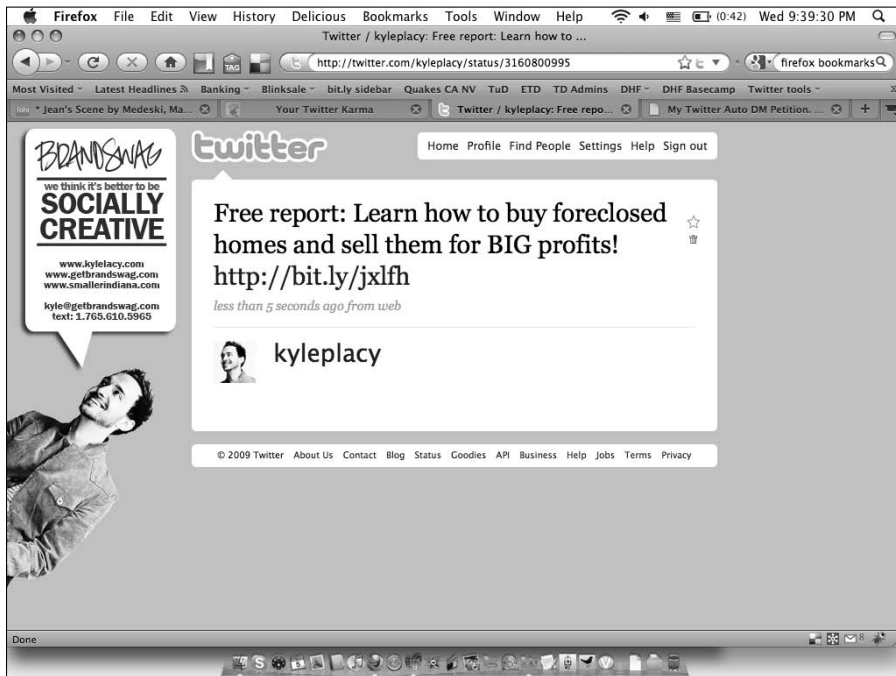 Firefox File Edit View History Delicious Bookmarks Tools Window Help (0:42) Wed 9:39:30 PM
Twitter / kyleplacy: Free report: Learn how to ...
TAG http://twitter.com/kyleplacy/status/3160800995 firefox bookmarks
Most Visited Latest Headlines Banking Blinksale bit.ly sidebar Quakes CA NV TuD ETD TD Admins DHF DHF Basecamp Twitter tools
* Jean's Scene by Medeski, Ma... Your Twitter Karma Twitter / kyleplacy: Free repo... My Twitter Auto DM Petition. ...
BRANDSWAG
we think it's better to be
SOCIALLY
CREATIVE
www.kylelacy.com
www.getbrandswag.com
www.smallerindiana.com
kyle@getbrandswag.com
text: 1.765.610.5965
twitter
Home Profile Find People Settings Help Sign out
Free report: Learn how to buy foreclosed
homes and sell them for BIG profits!
http://bit.ly/jxlfh
less than 5 seconds ago from web
kyleplacy
© 2009 Twitter About Us Contact Blog Status Goodies API Business Help Jobs Terms Privacy
Done 8